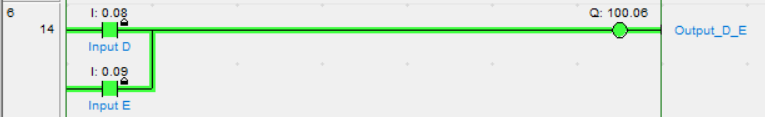 6
I: 0.08
Q: 100.06
14
Output_D_E
Input D
I: 0.09
Input E